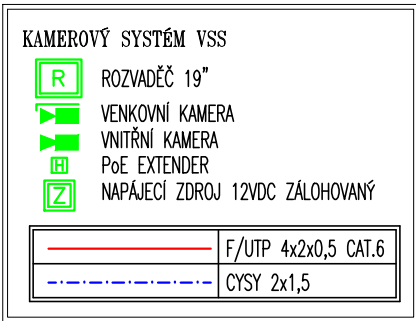 KAMEROVÝ SYSTÉM VSS
R ROZVADĚČ 19"
VENKOVNÍ KAMERA
VNITŘNÍ KAMERA
H PoE EXTENDER
Z NAPÁJECÍ ZDROJ 12VDC ZÁLOHOVANÝ
F/UTP 4x2x0,5 CAT.6
CYSY 2x1,5